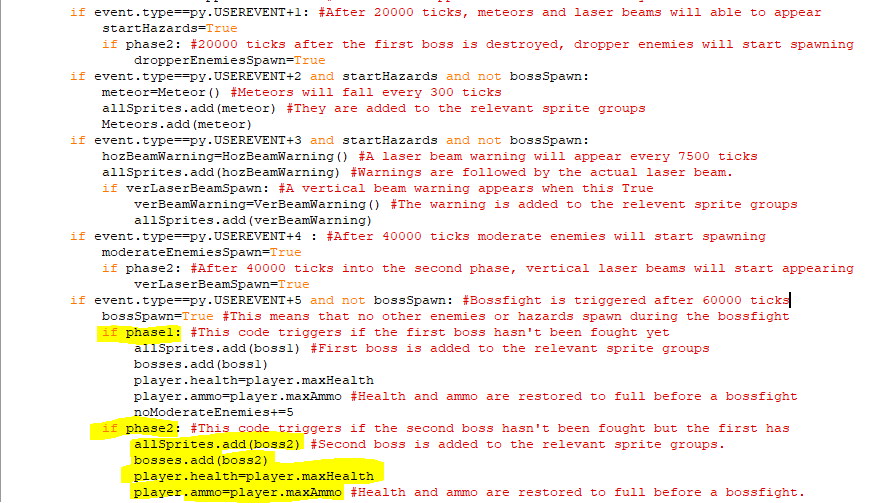 if event.type==py.USEREVENT+1: #After 20000 ticks, meteors and laser beams will able to appear
startHazards=True
if phase2: #20000 ticks after the first boss is destroyed, dropper enemies will start spawning
dropperEnemiesSpawn=True
if event.type==py.USEREVENT+2 and startHazards and not bossSpawn:
meteor=Meteor() #Meteors will fall every 300 ticks
allSprites.add(meteor) #They are added to the relevant sprite groups
Meteors.add(meteor)
if event.type==py.USEREVENT+3 and startHazards and not bossSpawn:
hozBeamWarning=HozBeamWarning() #A laser beam warning will appear every 7500 ticks
allSprites.add(hozBeamWarning) #Warnings are followed by the actual laser beam.
if verLaserBeamSpawn: #A vertical beam warning appears when this True
verBeamWarning=VerBeamWarning() #The warning is added to the relevent sprite groups
allSprites.add(verBeamWarning)
if event.type==py.USEREVENT+4 : #After 40000 ticks moderate enemies will start spawning
moderateEnemiesSpawn=True
if phase2: #After 40000 ticks into the second phase, vertical laser beams will start appearing
verLaserBeamSpawn=True
if event.type==py.USEREVENT+5 and not bossSpawn: #Bossfight is triggered after 60000 ticks
bossSpawn=True #This means that no other enemies or hazards spawn during the bossfight
if phase1: #This code triggers if the first boss hasn't been fought yet
allSprites.add(boss1) #First boss is added to the relevant sprite groups
bosses.add(boss1)
player.health=player.maxHealth
player.ammo=player.maxAmmo #Health and ammo are restored to full before a bossfight
noModerateEnemies+=5
if phase2: #This code triggers if the second boss hasn't been fought but the first has
allSprites.add(boss2) #Second boss is added to the relevant sprite groups.
bosses.add(boss2)
player.health=player.maxHealth
player.ammo=player.maxAmmo #Health and ammo are restored to full before a bossfight.